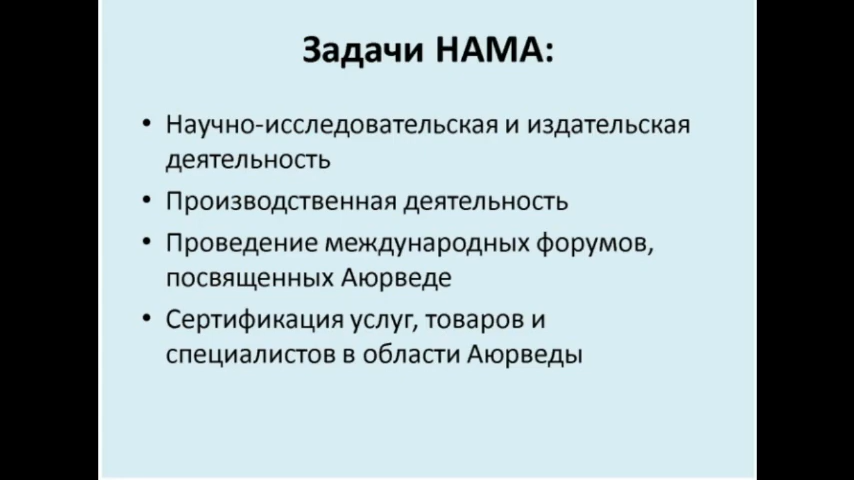 Задачи НАМА:
• Научно-исследовательская и издательская
деятельность
• Производственная деятельность
• Проведение международных форумов,
посвященных Аюрведе
• Сертификация услуг, товаров и
специалистов в области Аюрведы